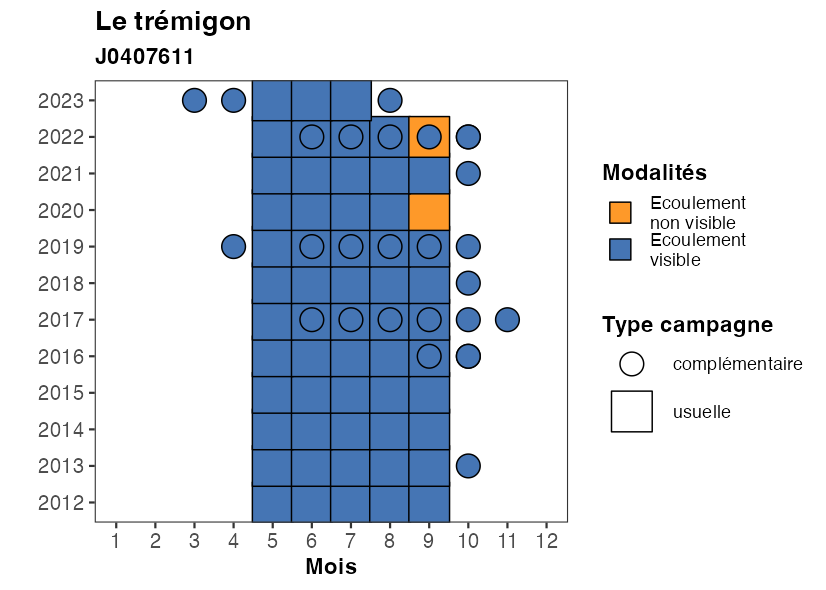 Le trémigon
J0407611
2023
2022
2021
2020
2019
2018
2017
2016
2015
2014
2013
2012
1 2 3 4 5 6 7 8 9 10 11 12
Mois
Modalités
Ecoulement
non visible
Ecoulement
visible
Type campagne
complémentaire
usuelle